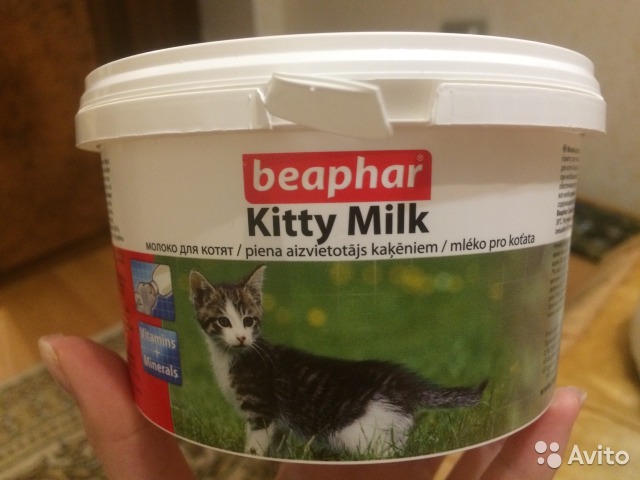 beaphar®
Kitty Milk
молоко для котят / piena aizvietotājs kaķēniem / mléko pro koťata
Vitamins
+
Minerals
Avito